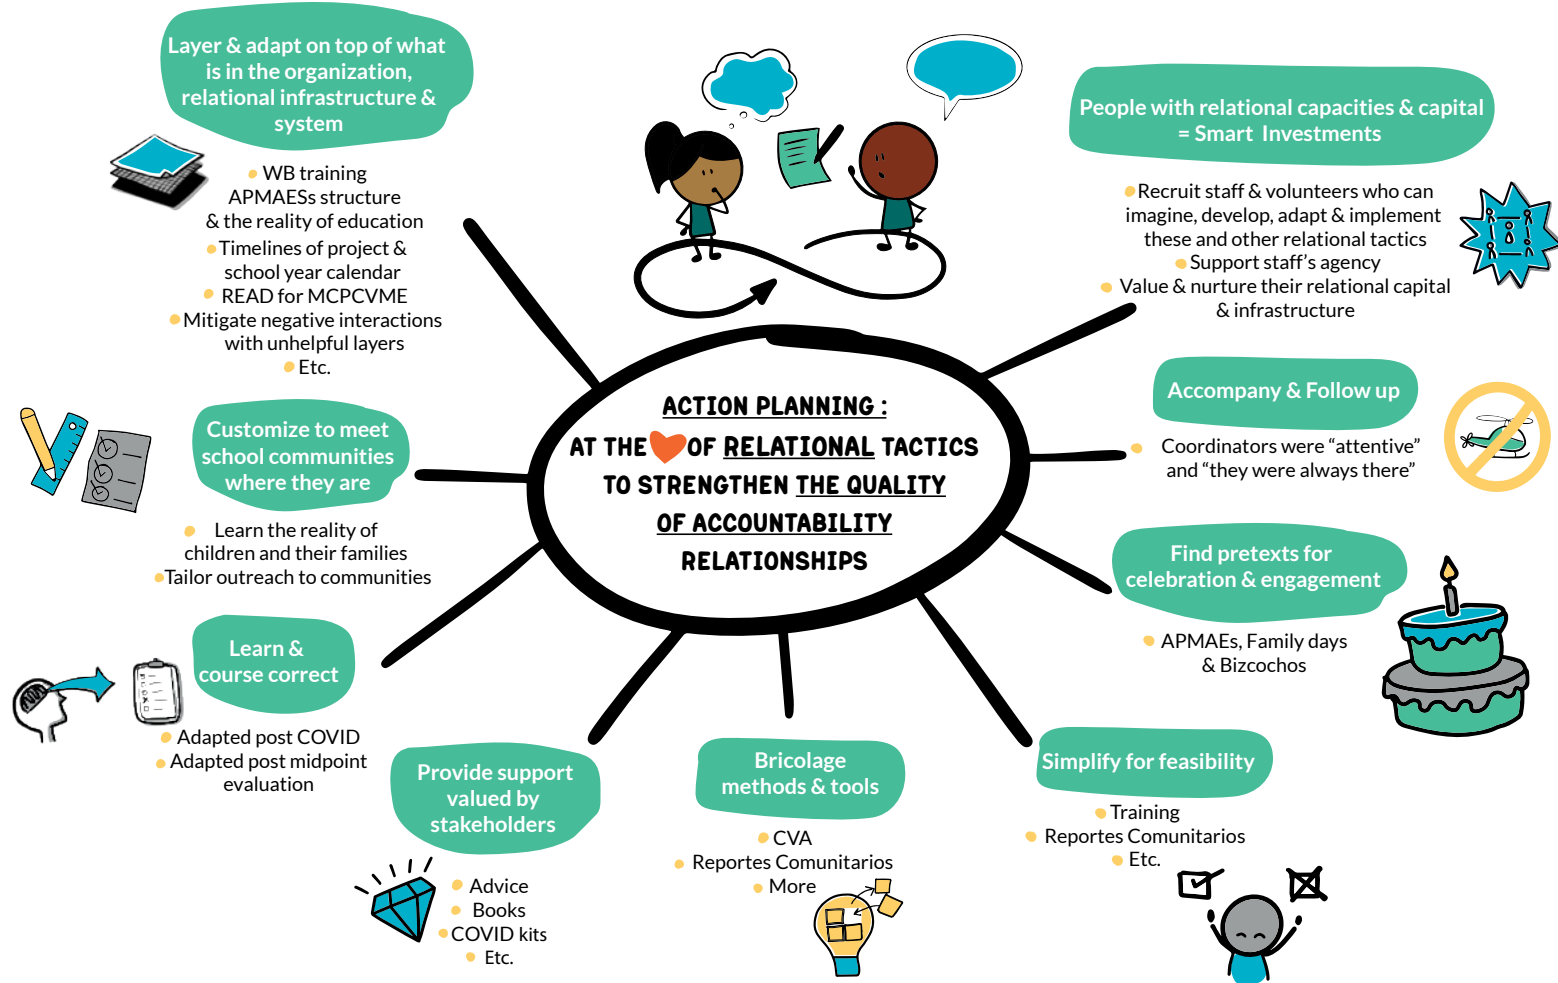 Layer & adapt on top of what
is in the organization,
relational infrastructure &
system
WB training
APMAESs structure
& the reality of education
Timelines of project &
school year calendar
READ for MCPCVME
Mitigate negative interactions
with unhelpful layers
Etc.
People with relational capacities & capital
= Smart Investments
Recruit staff & volunteers who can
imagine, develop, adapt & implement
these and other relational tactics
Support staff’s agency
Value & nurture their relational capital
& infrastructure
ACTION PLANNING :
AT THE OF RELATIONAL TACTICS
TO STRENGTHEN THE QUALITY
OF ACCOUNTABILITY
RELATIONSHIPS
Customize to meet
school communities
where they are
Learn the reality of
children and their families
Tailor outreach to communities
Accompany & Follow up
Coordinators were “attentive”
and “they were always there”
Find pretexts for
celebration & engagement
APMAEs, Family days
& Bizcochos
Learn &
course correct
Adapted post COVID
Adapted post midpoint
evaluation
Provide support
valued by
stakeholders
Advice
Books
COVID kits
Etc.
Bricolage
methods & tools
CVA
Reportes Comunitarios
More
Simplify for feasibility
Training
Reportes Comunitarios
Etc.